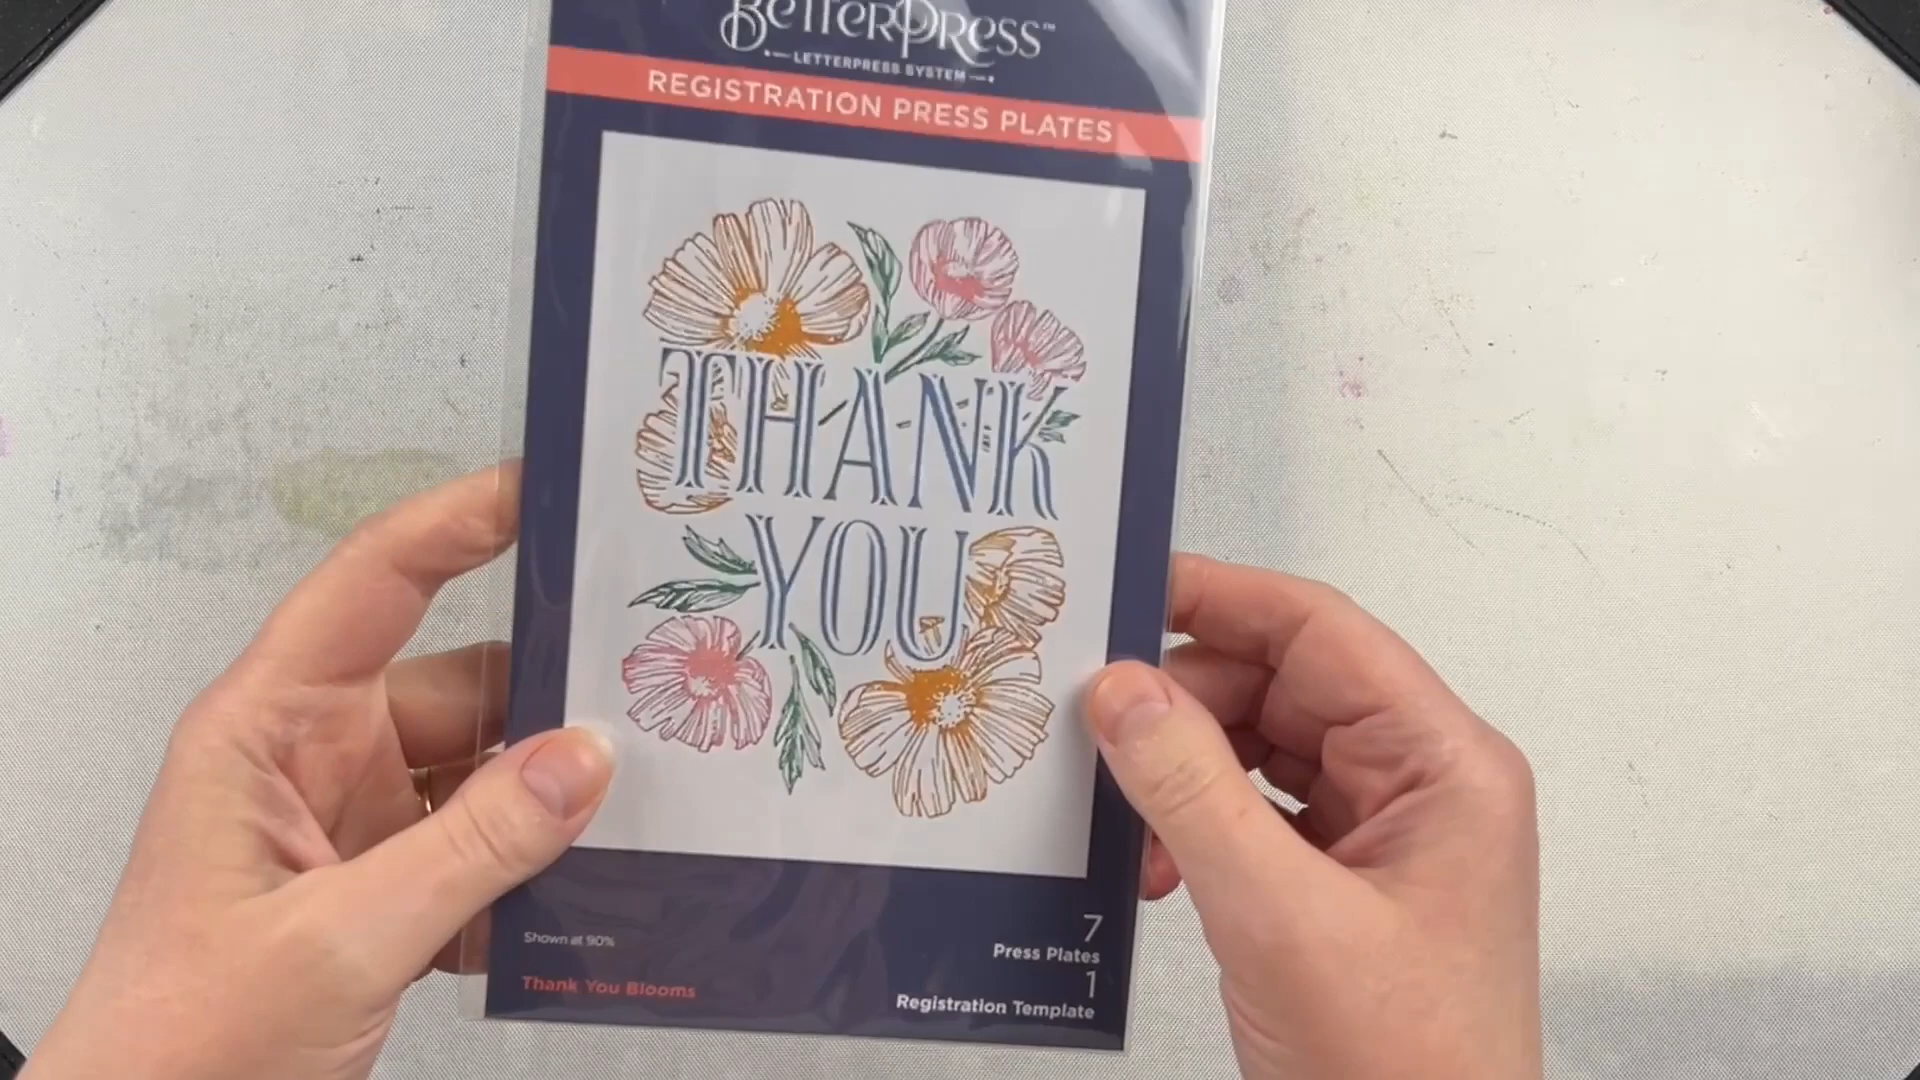 BetterPress™
LETTERPRESS SYSTEM
REGISTRATION PRESS PLATES
THANK
YOU
7
Press Plates
Shown at 90%
1
Thank You Blooms
Registration Template